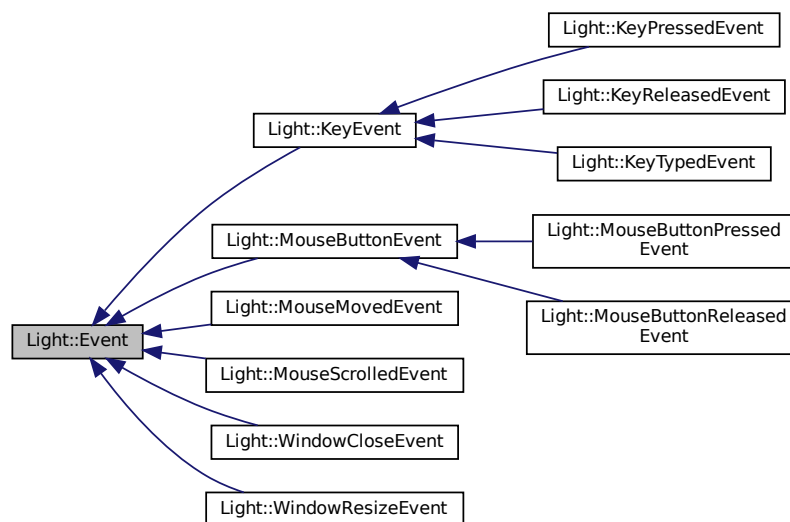 Light::KeyPressedEvent
Light::KeyReleasedEvent
Light::KeyEvent
Light::KeyTypedEvent
Light::MouseButtonPressed
Event
Light::MouseButtonEvent
Light::MouseMovedEvent
Light::MouseButtonReleased
Event
Light::Event
Light::MouseScrolledEvent
Light::WindowCloseEvent
Light::WindowResizeEvent